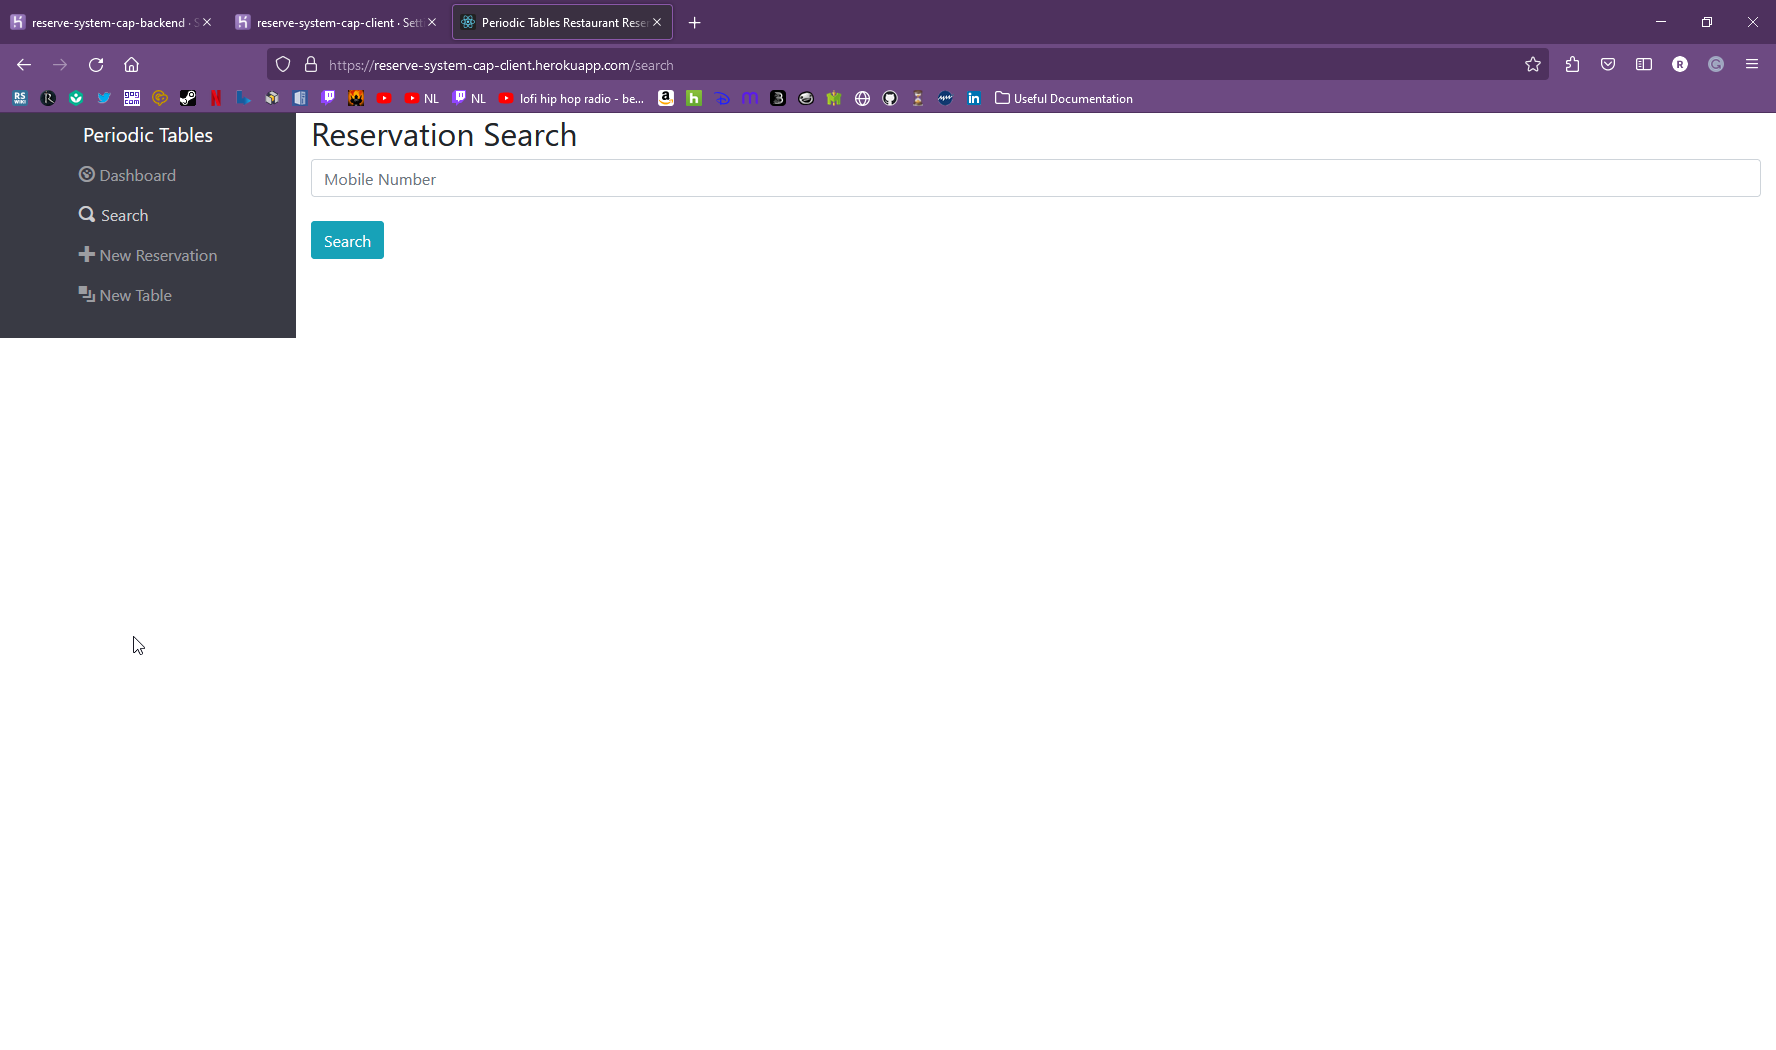 reserve-system-cap-backend · S
reserve-system-cap-client · Setti
Periodic Tables Restaurant Rese
https://reserve-system-cap-client.herokuapp.com/search
NL
NL
lofi hip hop radio - be...
Useful Documentation
Periodic Tables
Dashboard
Search
New Reservation
New Table
Reservation Search
Mobile Number
Search